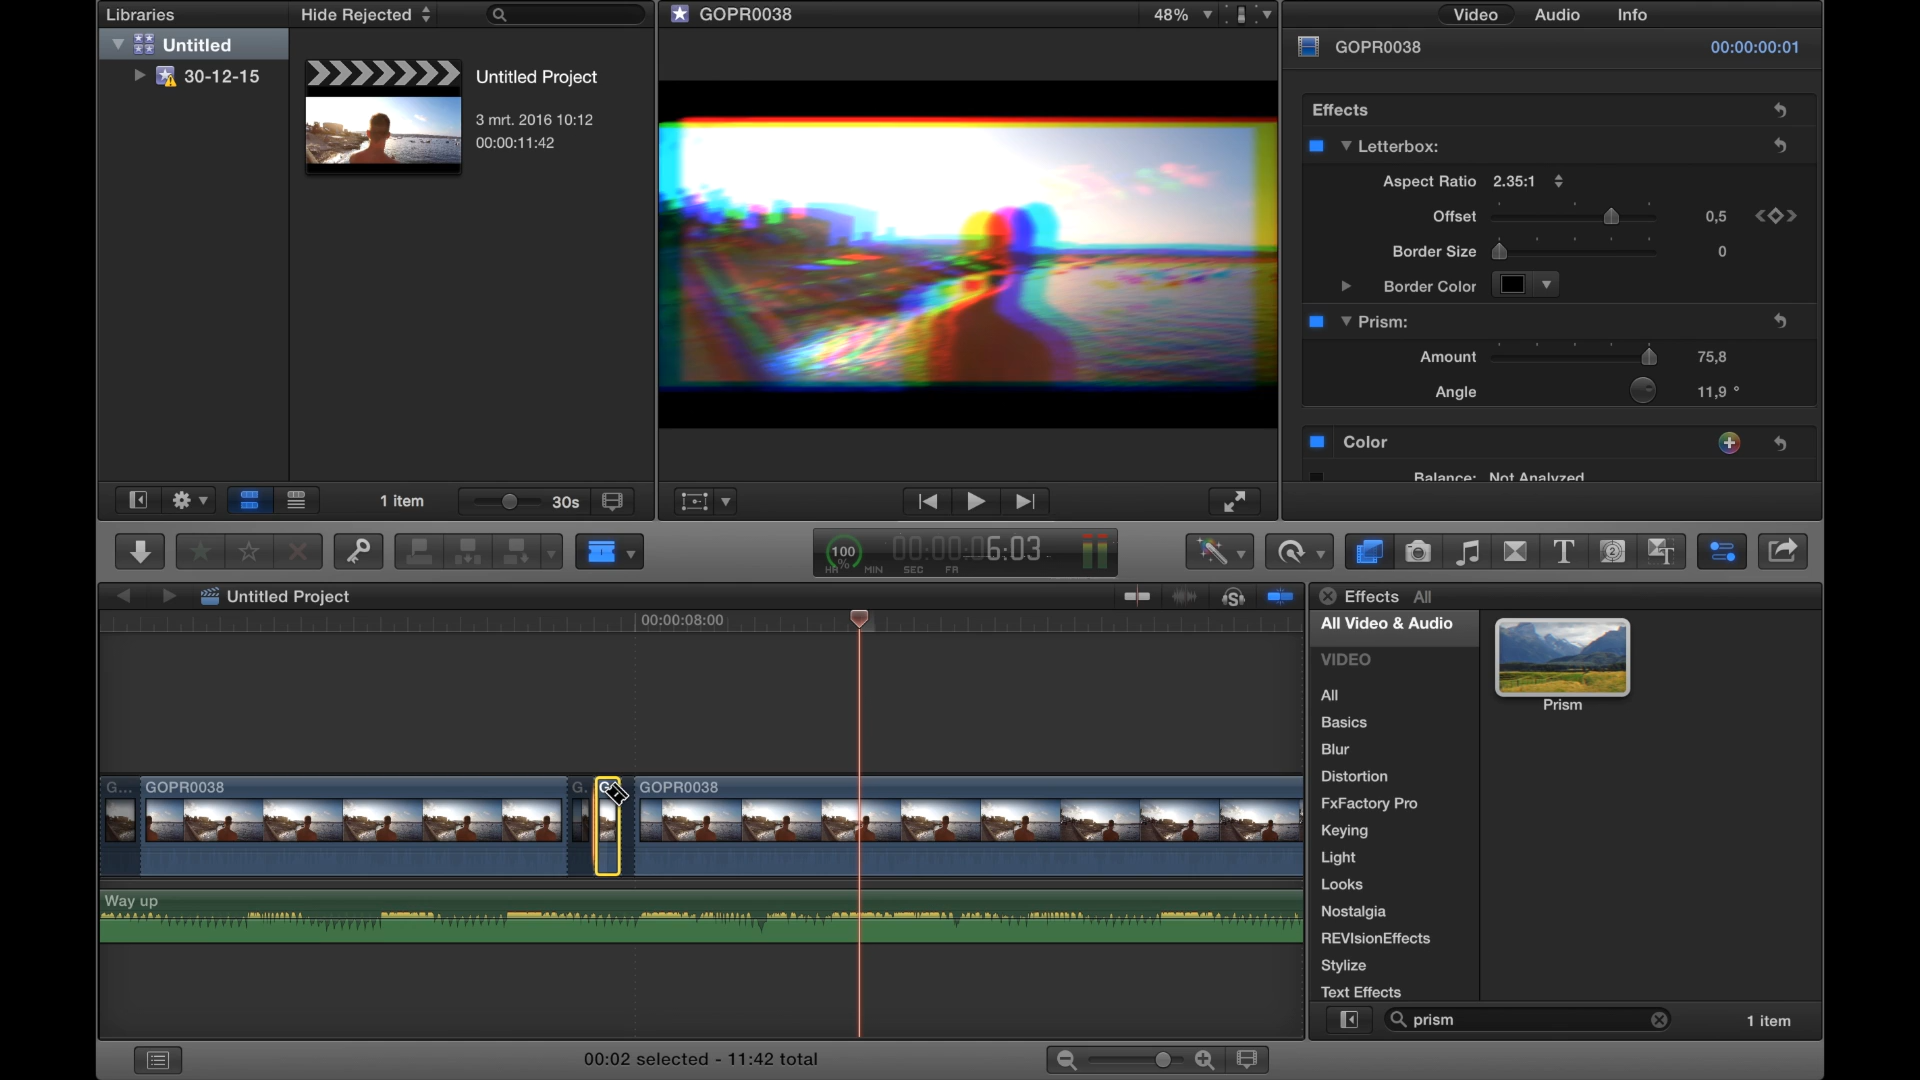 Libraries
Hide Rejected
GOPR0038
48%
Video
Audio
Info
Untitled
30-12-15
Untitled Project
3 mrt. 2016 10:12
00:00:11:42
GOPR0038
00:00:00:01
Effects
Letterbox:
Aspect Ratio
2.35:1
Offset
0,5
Border Size
0
Border Color
Prism:
Amount
75,8
Angle
11,9 °
Color
Balance: Not Analyzed
1 item
30s
100
%
00:00:06:03
HR
MIN
SEC
FR
Untitled Project
Effects
All
00:00:08:00
All Video & Audio
VIDEO
All
Basics
Blur
Distortion
FxFactory Pro
Keying
Light
Looks
Nostalgia
REVIsionEffects
Stylize
Text Effects
Prism
G...
GOPR0038
G.
GOPR0038
Way up
prism
1 item
00:02 selected - 11:42 total